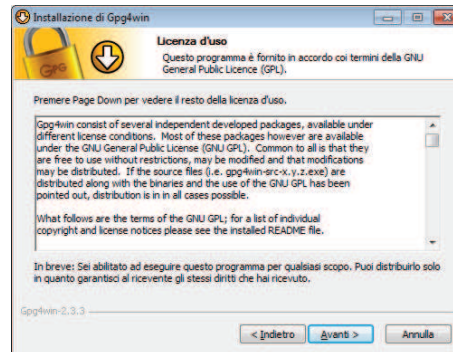 Installazione di Gpg4win
GPG
Licenza d'uso
Questo programma è fornito in accordo coi termini della GNU
General Public Licence (GPL).
Premere Page Down per vedere il resto della licenza d'uso.
Gpg4win consist of several independent developed packages, available under
different license conditions.  Most of these packages however are available
under the GNU General Public License (GNU GPL).  Common to all is that they
are free to use without restrictions, may be modified and that modifications
may be distributed.  If the source files (i.e. gpg4win-src-x.y.z.exe) are
distributed along with the binaries and the use of the GNU GPL has been
pointed out, distribution is in in all cases possible.
What follows are the terms of the GNU GPL; for a list of individual
copyright and license notices please see the installed README file.
In breve: Sei abilitato ad eseguire questo programma per qualsiasi scopo. Puoi distribuirlo solo
in quanto garantisci al ricevente gli stessi diritti che hai ricevuto.
Gpg4win-2.3.3
< Indietro
Avanti >
Annulla